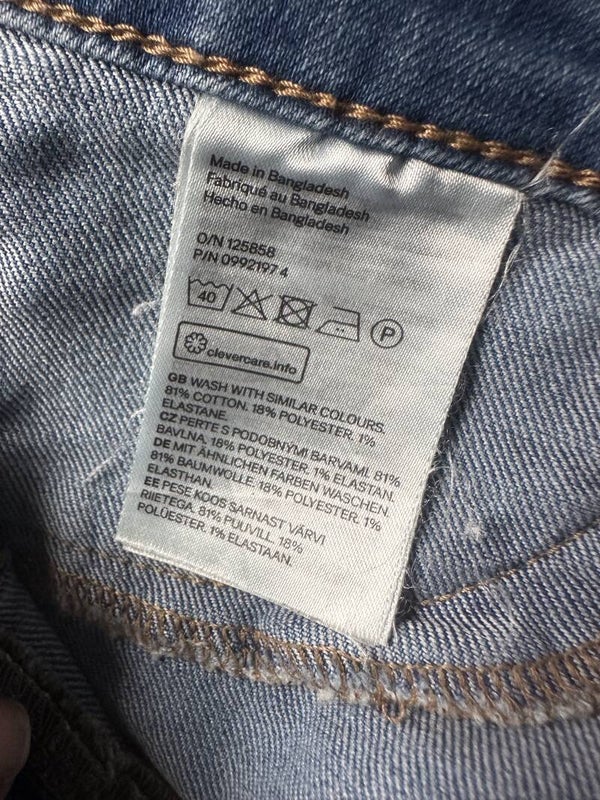 Made in Bangladesh
Fabriqué au Bangladesh
Hecho en Bangladesh
O/N 125858
P/N 0992197 4
40
P
clevercare.info
GB WASH WITH SIMILAR COLOURS.
81% COTTON. 18% POLYESTER. 1%
ELASTANE.
CZ PERTE S PODOBNÝMI BARVAMI. 81%
BAVLNA. 18% POLYESTER. 1% ELASTAN.
DE MIT ÄHNLICHEN FARBEN WASCHEN.
81% BAUMWOLLE. 18% POLYESTER. 1%
ELASTHAN.
EE PESE KOOS SARNAST VÄRVI
RIIETEGA. 81% PUUVILL. 18%
POLÜESTER. 1% ELASTAAN.